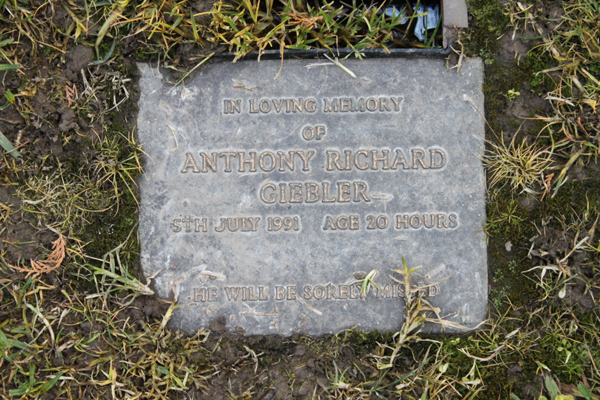 IN LOVING MEMORY
OF
ANTHONY RICHARD
GIEBLER
5TH JULY 1991 AGE 20 HOURS
HE WILL BE SORELY MISSED